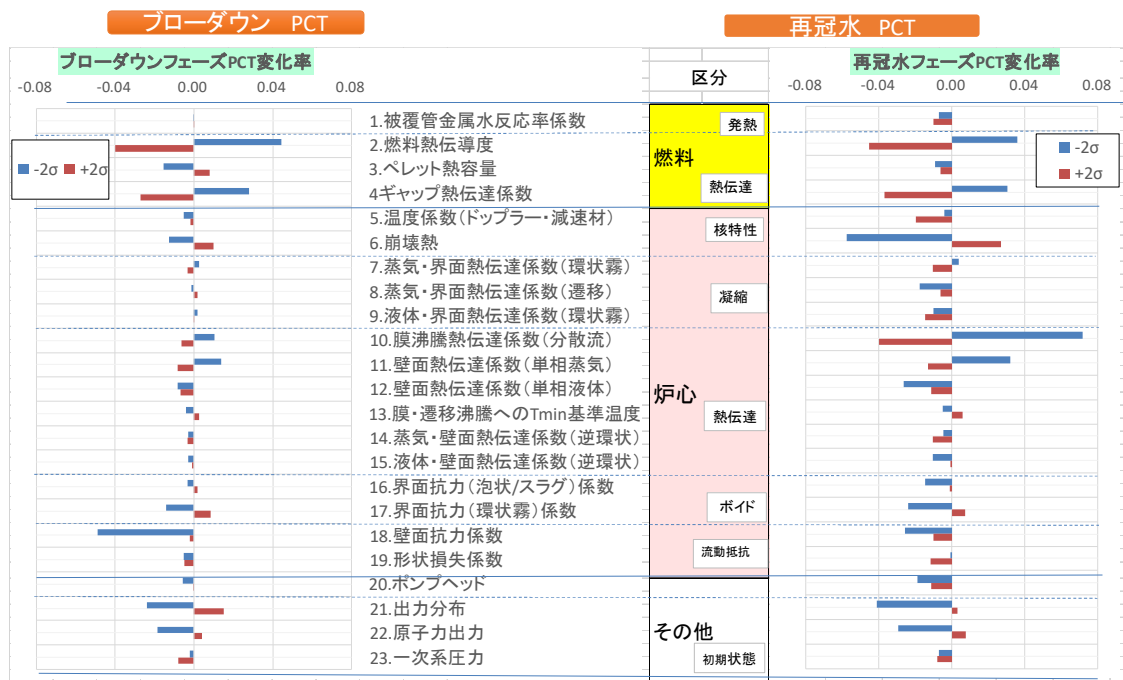 ブローダウン PCT
再冠水 PCT
ブローダウンフェーズPCT変化率
-0.08 -0.04 0.00 0.04 0.08
区分
再冠水フェーズPCT変化率
-0.08 -0.04 0.00 0.04 0.08
-2σ +2σ
-2σ
+2σ
1.被覆管金属水反応率係数
2.燃料熱伝導度
3.ペレット熱容量
4ギャップ熱伝達係数
5.温度係数(ドップラー・減速材)
6.崩壊熱
7.蒸気・界面熱伝達係数(環状霧)
8.蒸気・界面熱伝達係数(遷移)
9.液体・界面熱伝達係数(環状霧)
10.膜沸騰熱伝達係数(分散流)
11.壁面熱伝達係数(単相蒸気)
12.壁面熱伝達係数(単相液体)
13.膜・遷移沸騰へのTmin基準温度
14.蒸気・壁面熱伝達係数(逆環状)
15.液体・壁面熱伝達係数(逆環状)
16.界面抗力(泡状/スラグ)係数
17.界面抗力(環状霧)係数
18.壁面抗力係数
19.形状損失係数
20.ポンプヘッド
21.出力分布
22.原子力出力
23.一次系圧力
燃料
発熱
熱伝達
炉心
核特性
凝縮
熱伝達
ボイド
流動抵抗
その他
初期状態